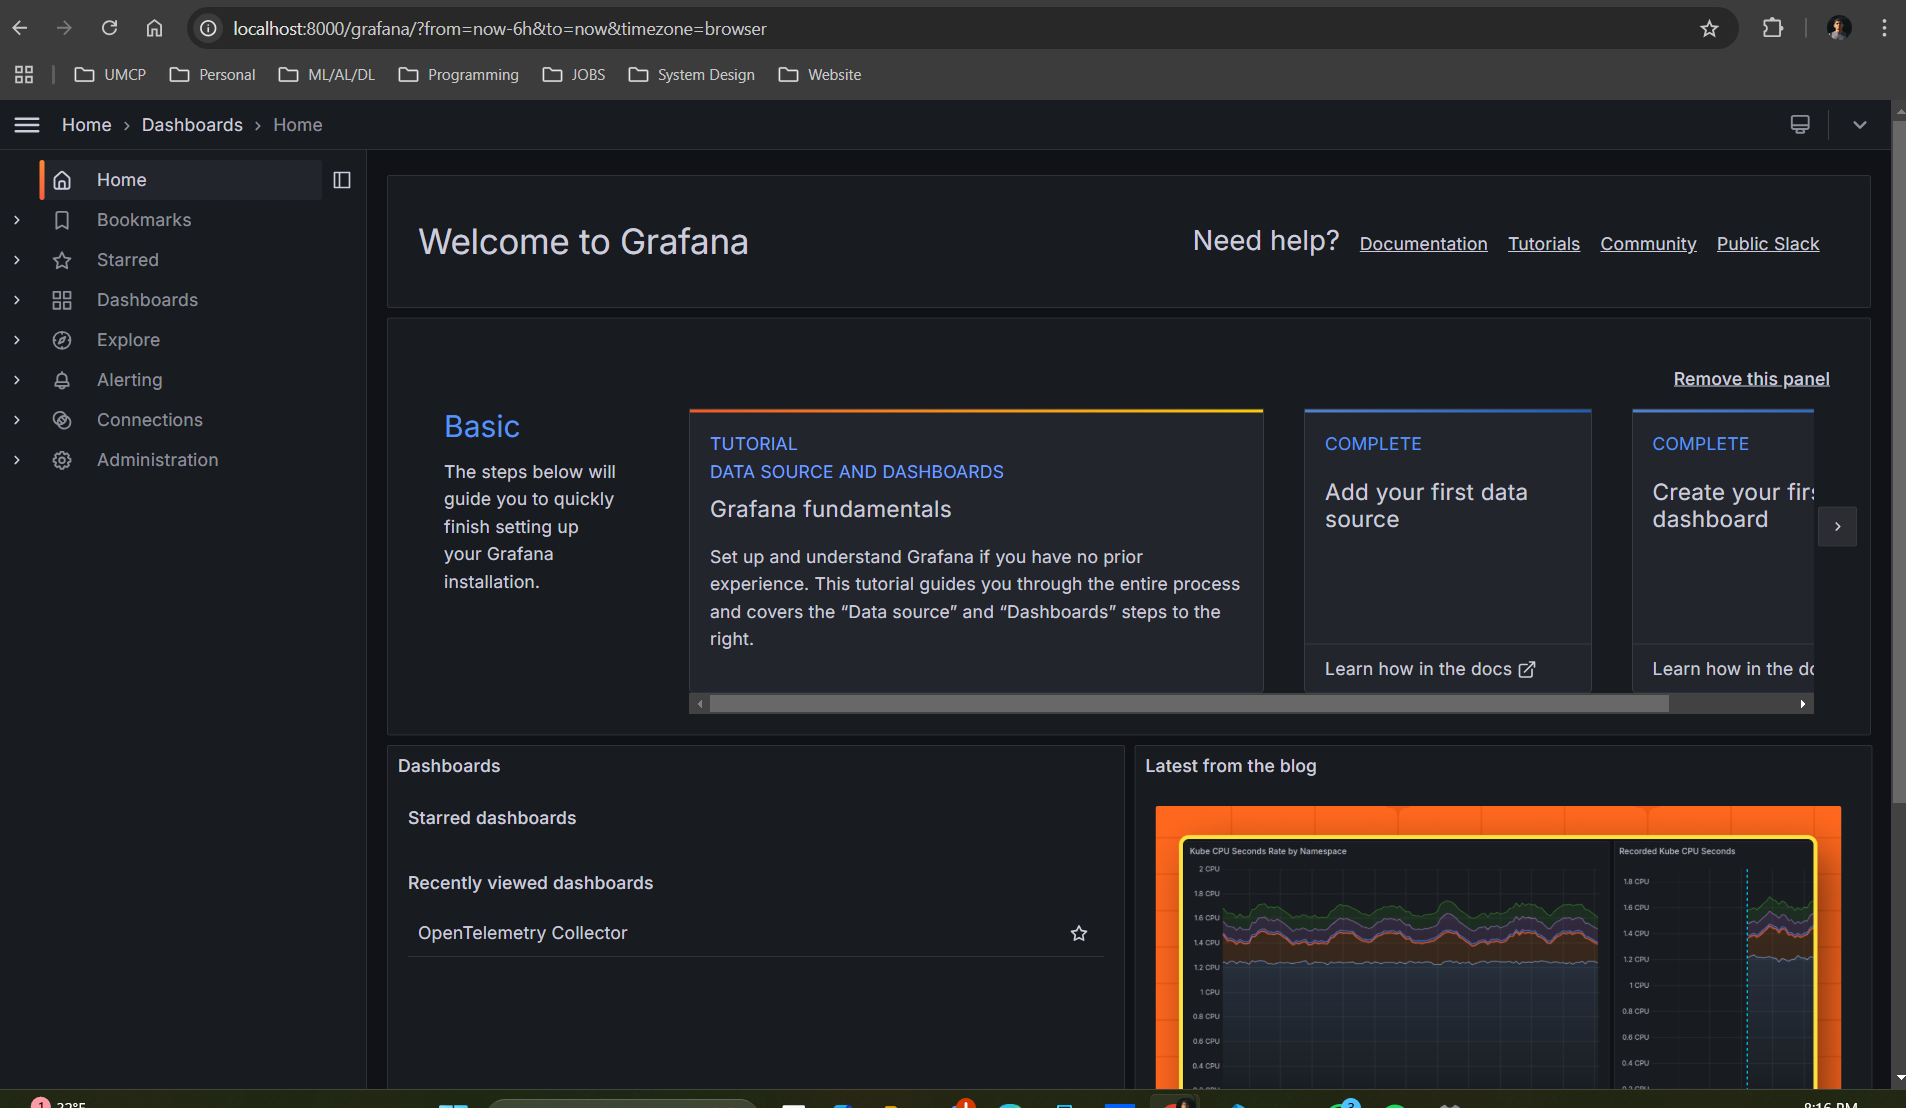 localhost:8000/grafana/?from=now-6h&to=now&timezone=browser
UMCP
Personal
ML/AL/DL
Programming
JOBS
System Design
Website
Home › Dashboards › Home
Home
Bookmarks
Starred
Dashboards
Explore
Alerting
Connections
Administration
Welcome to Grafana
Need help?
Documentation
Tutorials
Community
Public Slack
Remove this panel
Basic
The steps below will
guide you to quickly
finish setting up
your Grafana
installation.
TUTORIAL
DATA SOURCE AND DASHBOARDS
Grafana fundamentals
Set up and understand Grafana if you have no prior
experience. This tutorial guides you through the entire process
and covers the “Data source” and “Dashboards” steps to the
right.
COMPLETE
Add your first data
source
Learn how in the docs
COMPLETE
Create your
dashboard
Learn how in the
Dashboards
Starred dashboards
Recently viewed dashboards
OpenTelemetry Collector
Latest from the blog
Kube CPU Seconds Rate by Namespace
2 CPU
1.8 CPU
1.6 CPU
1.4 CPU
1.2 CPU
1 CPU
0.8 CPU
0.6 CPU
0.4 CPU
Recorded Kube CPU Seconds
1.8 CPU
1.6 CPU
1.4 CPU
1.2 CPU
1 CPU
0.8 CPU
0.6 CPU
0.4 CPU
1
3
8:16 PM